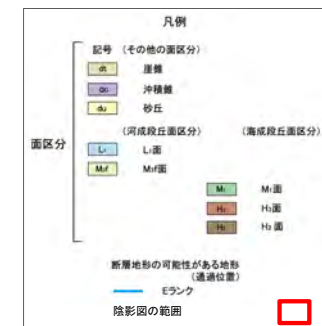 凡例
記号 (その他の面区分)
dt 崖錐
ac 沖積錐
du 砂丘
面区分
(河成段丘面区分) (海成段丘面区分)
L₁ L₁面
M₂f M₂f面
M₁ M₁面
H₃ H₃面
H₂ H₂面
断層地形の可能性がある地形
(通過位置)
Eランク
陰影図の範囲